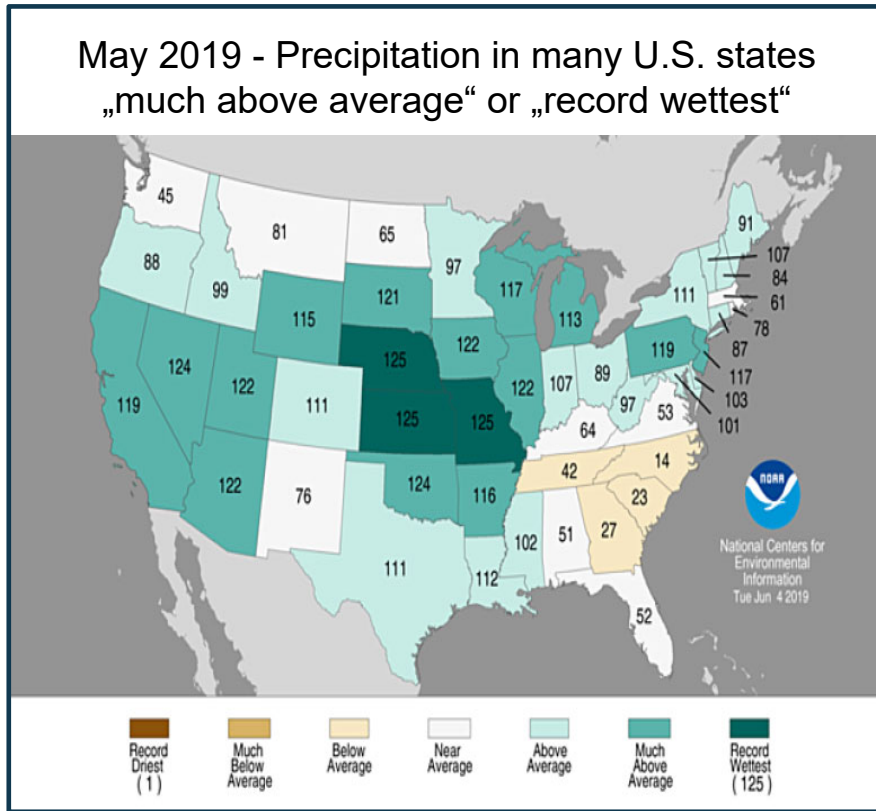 May 2019 - Precipitation in many U.S. states
„much above average“ or „record wettest“
45
81
65
97
91
88
99
107
84
61
78
87
117
103
101
115
121
117
113
111
119
124
122
125
122
122
107
89
97
53
119
111
125
125
64
122
76
124
116
42
14
23
27
111
112
102
51
52
NOAA
National Centers for
Environmental
Information
Tue Jun 4 2019
Record
Driest
(1)
Much
Below
Average
Below
Average
Near
Average
Above
Average
Much
Above
Average
Record
Wettest
(125)